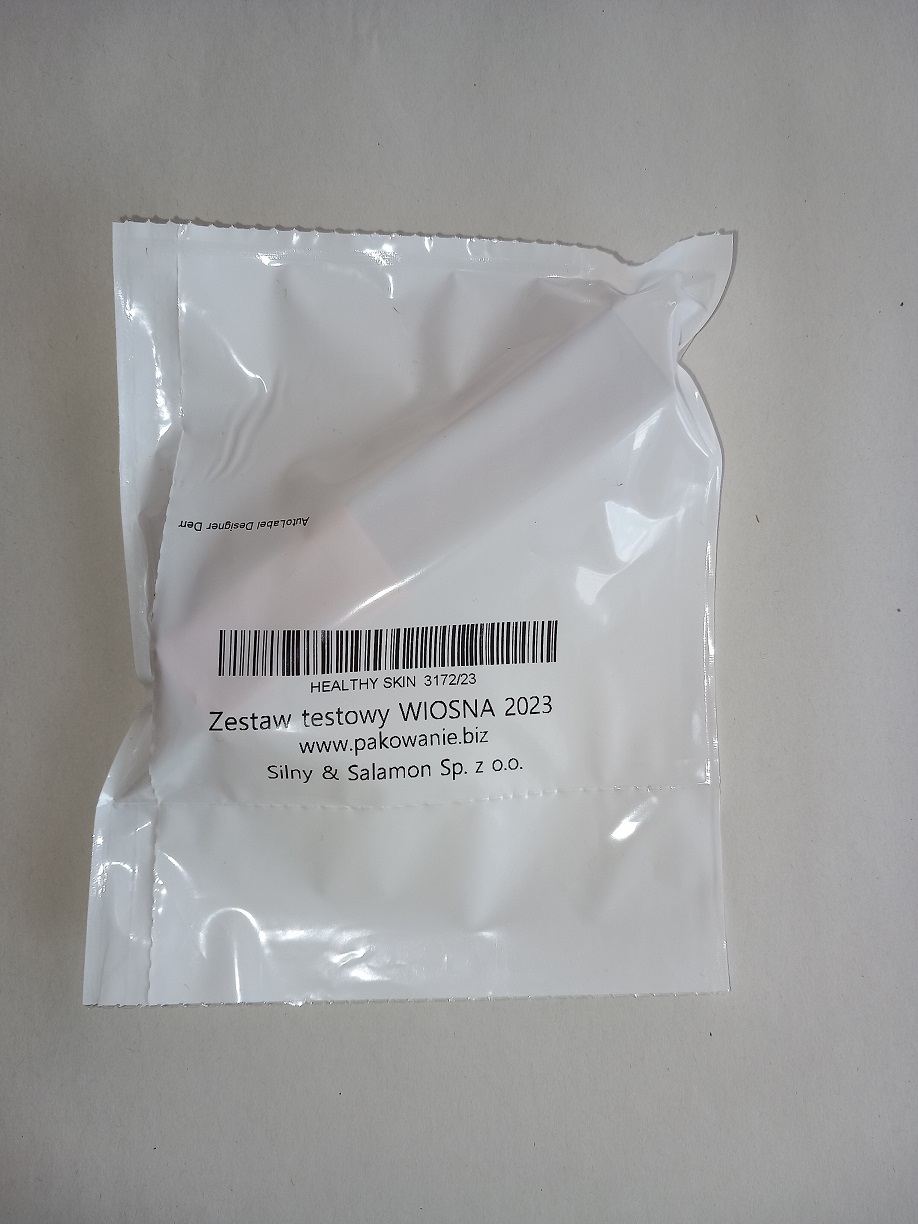 AutoLabel Designer Dem
HEALTHY SKIN 3172/23
Zestaw testowy WIOSNA 2023
www.pakowanie.biz
Silny & Salamon Sp. z o.o.